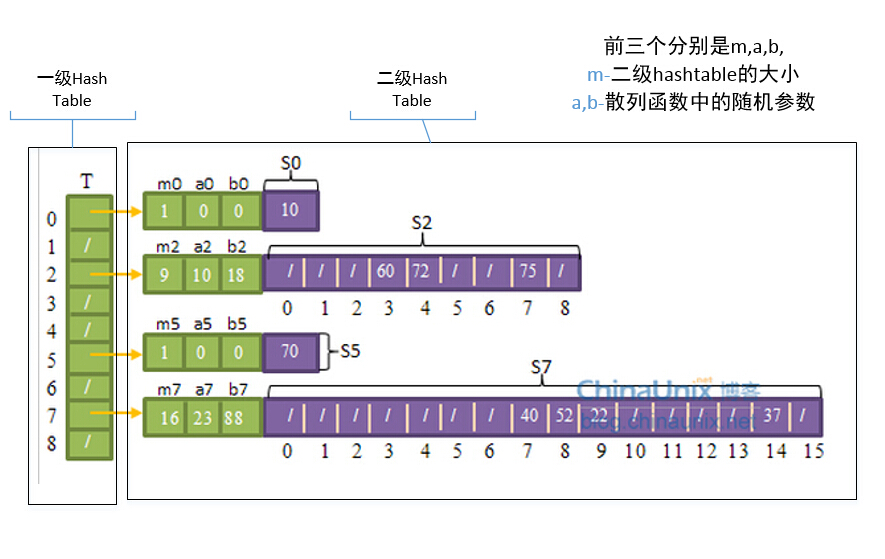 前三个分别是m,a,b,
m-二级hashtable的大小
a,b-散列函数中的随机参数
一级Hash
Table
二级Hash
Table
T
0
1 /
2
3 /
4 /
5
6 /
7
8 /
S0
m0 a0 b0
1 0 0 10
S2
m2 a2 b2
9 10 18 / / / 60 72 / / 75 /
0 1 2 3 4 5 6 7 8
m5 a5 b5
1 0 0 70
S5
S7
m7 a7 b7
16 23 88 / / / / / / / 40 52 22 / / / / 37 /
0 1 2 3 4 5 6 7 8 9 10 11 12 13 14 15
ChinaUnix.net 博客
blog.chinaunix.net